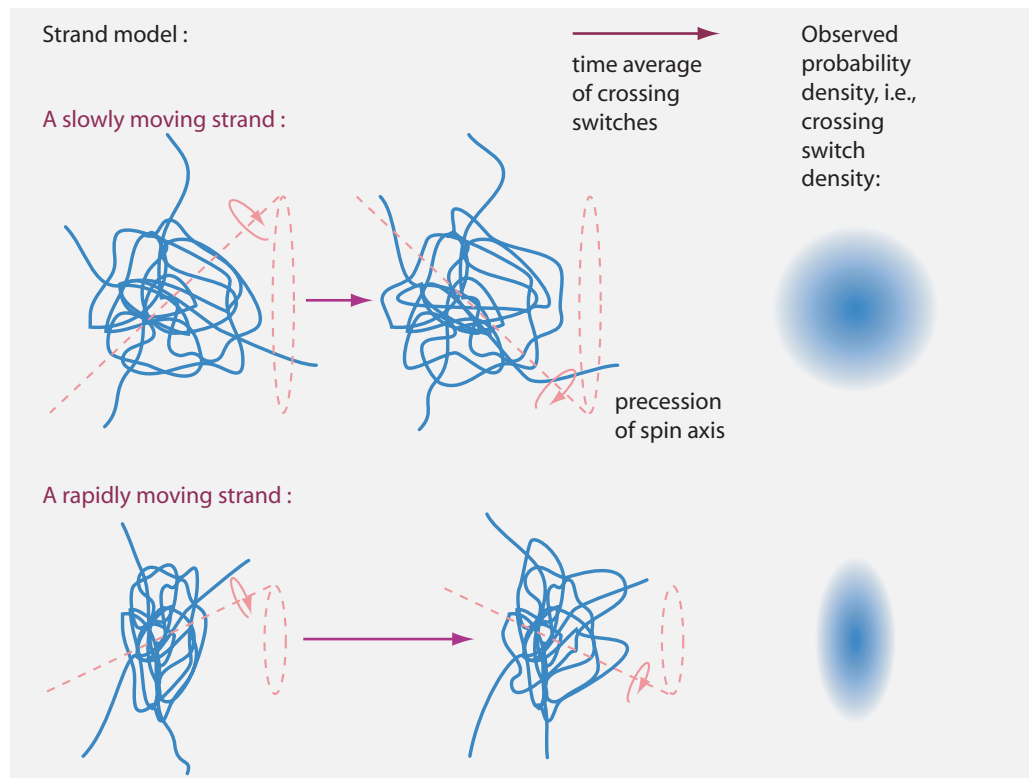 Strand model :
time average
of crossing
switches
Observed
probability
density, i.e.,
crossing
switch
density:
A slowly moving strand :
precession
of spin axis
A rapidly moving strand :